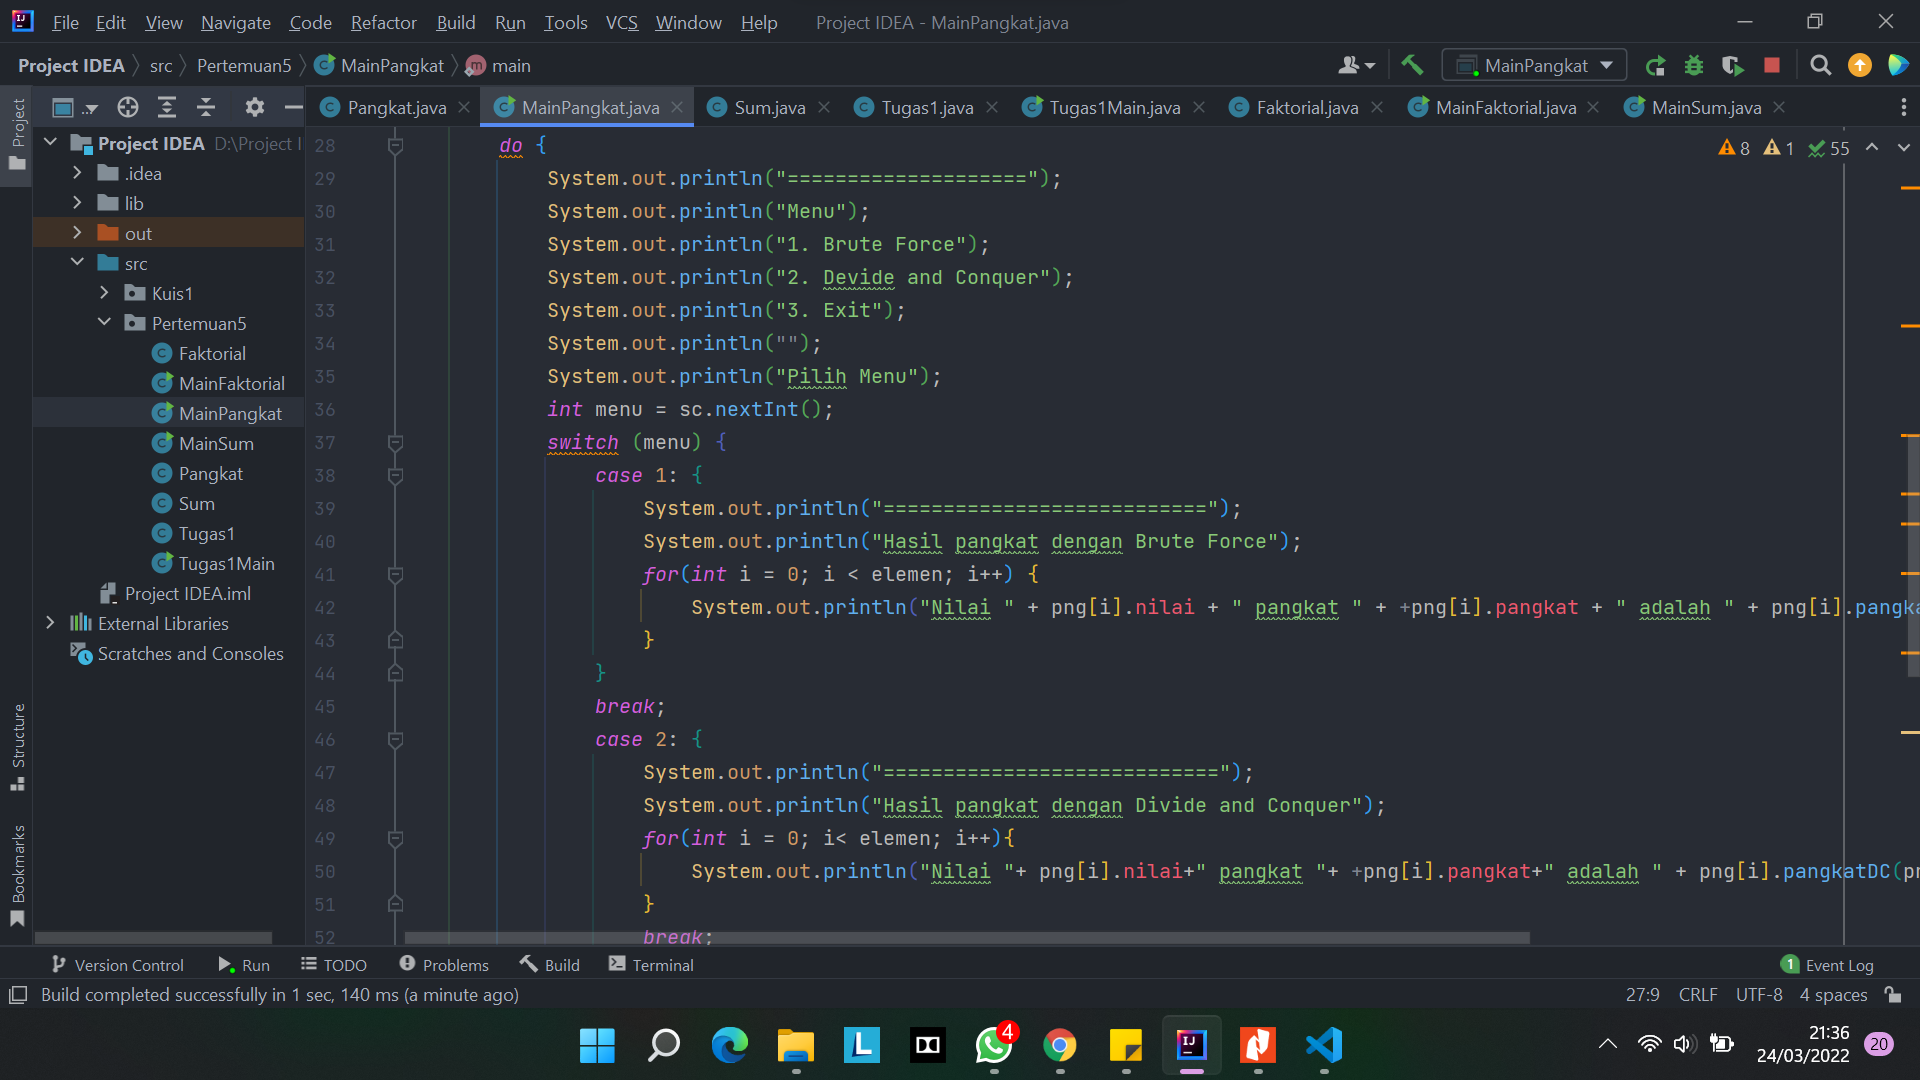 File Edit View Navigate Code Refactor Build Run Tools VCS Window Help Project IDEA - MainPangkat.java
Project IDEA src Pertemuan5 MainPangkat main MainPangkat
Pangkat.java MainPangkat.java Sum.java Tugas1.java Tugas1Main.java Faktorial.java MainFaktorial.java MainSum.java
Project
Structure
Bookmarks
Project IDEA D:\Project I
.idea
lib
out
src
Kuis1
Pertemuan5
Faktorial
MainFaktorial
MainPangkat
MainSum
Pangkat
Sum
Tugas1
Tugas1Main
Project IDEA.iml
External Libraries
Scratches and Consoles
8 1 55
28 do {
29 System.out.println("====================");
30 System.out.println("Menu");
31 System.out.println("1. Brute Force");
32 System.out.println("2. Devide and Conquer");
33 System.out.println("3. Exit");
34 System.out.println("");
35 System.out.println("Pilih Menu");
36 int menu = sc.nextInt();
37 switch (menu) {
38 case 1: {
39 System.out.println("===========================");
40 System.out.println("Hasil pangkat dengan Brute Force");
41 for(int i = 0; i < elemen; i++) {
42 System.out.println("Nilai " + png[i].nilai + " pangkat " + +png[i].pangkat + " adalah " + png[i].pangka
43 }
44 }
45 break;
46 case 2: {
47 System.out.println("============================");
48 System.out.println("Hasil pangkat dengan Divide and Conquer");
49 for(int i = 0; i< elemen; i++){
50 System.out.println("Nilai "+ png[i].nilai+" pangkat "+ +png[i].pangkat+" adalah " + png[i].pangkatDC(pn
51 }
52 break;
Version Control Run TODO Problems Build Terminal 1 Event Log
Build completed successfully in 1 sec, 140 ms (a minute ago) 27:9 CRLF UTF-8 4 spaces
4
21:36
24/03/2022
20